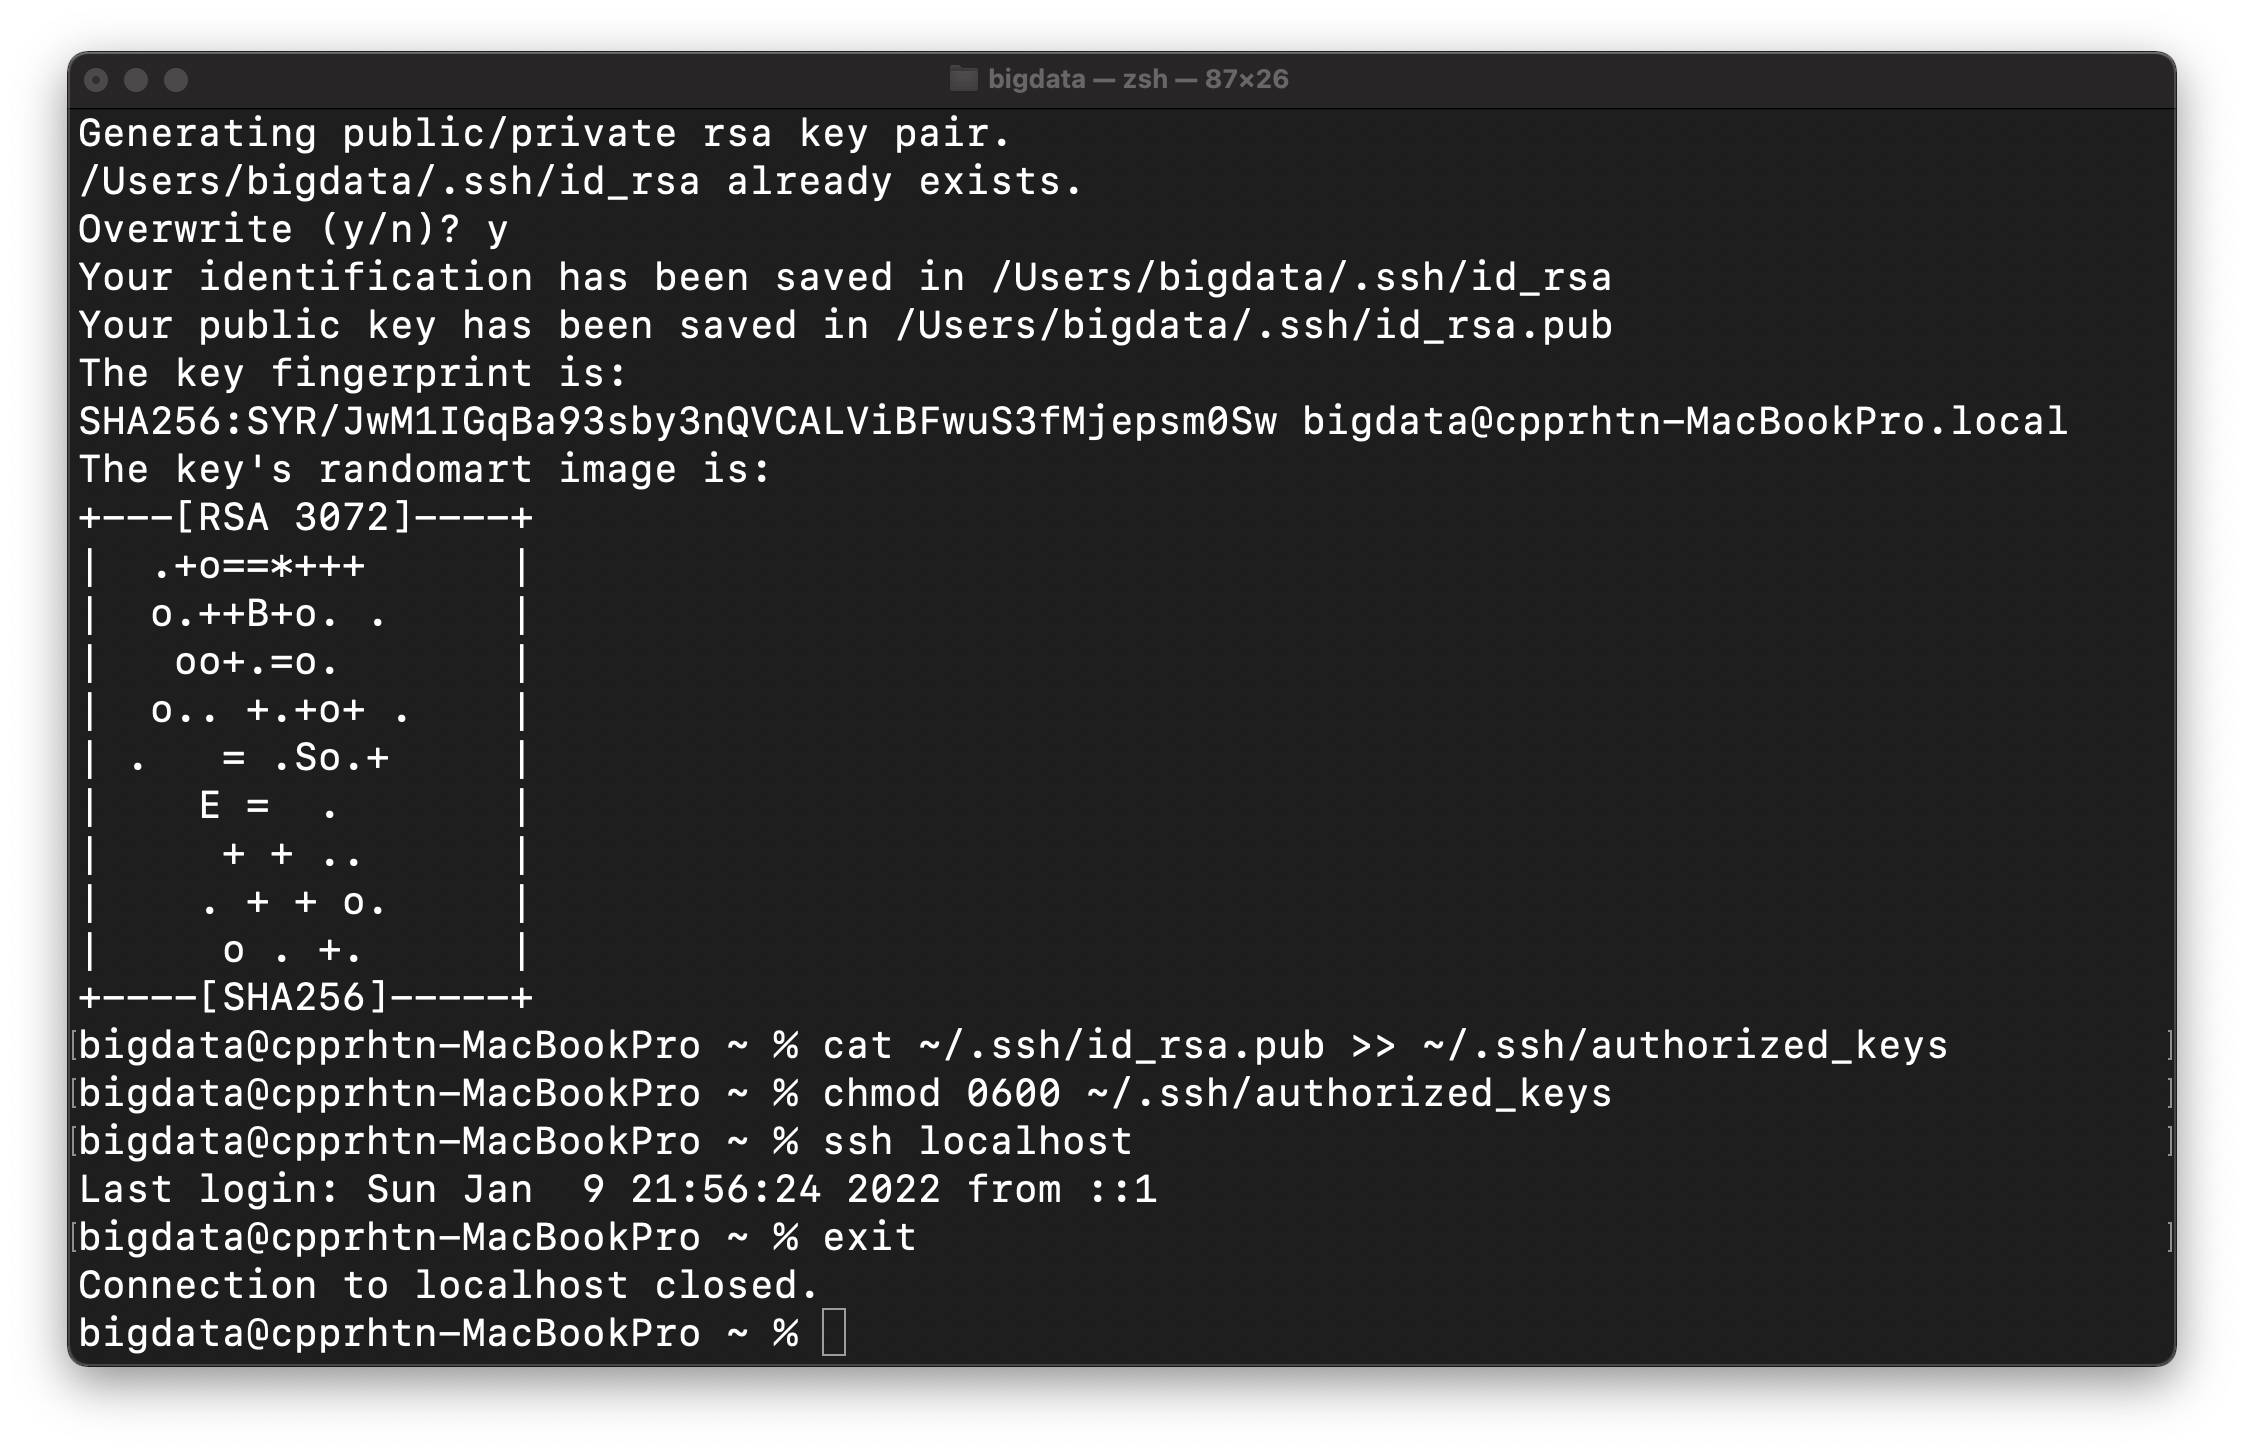 bigdata — zsh — 87×26
Generating public/private rsa key pair.
/Users/bigdata/.ssh/id_rsa already exists.
Overwrite (y/n)? y
Your identification has been saved in /Users/bigdata/.ssh/id_rsa
Your public key has been saved in /Users/bigdata/.ssh/id_rsa.pub
The key fingerprint is:
SHA256:SYR/JwM1IGqBa93sby3nQVCALViBFwuS3fMjepsm0Sw bigdata@cpprhtn-MacBookPro.local
The key's randomart image is:
+---[RSA 3072]----+
|  .+o==*+++      |
|  o.++B+o. .     |
|   oo+.=o.       |
|  o.. +.+o+ .    |
| .   = .So.+     |
|    E =  .       |
|     + + ..      |
|    . + + o.     |
|     o . +.      |
+----[SHA256]-----+
bigdata@cpprhtn-MacBookPro ~ % cat ~/.ssh/id_rsa.pub >> ~/.ssh/authorized_keys
bigdata@cpprhtn-MacBookPro ~ % chmod 0600 ~/.ssh/authorized_keys
bigdata@cpprhtn-MacBookPro ~ % ssh localhost
Last login: Sun Jan  9 21:56:24 2022 from ::1
bigdata@cpprhtn-MacBookPro ~ % exit
Connection to localhost closed.
bigdata@cpprhtn-MacBookPro ~ %